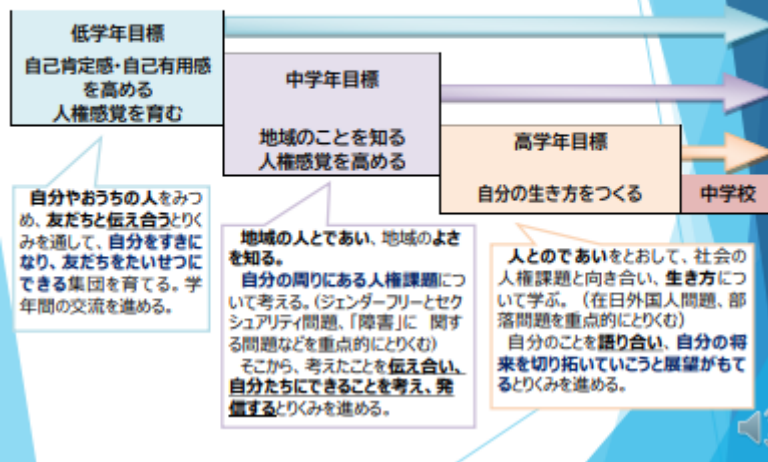 低学年目標
自己肯定感・自己有用感
を高める
人権感覚を育む
中学年目標
地域のことを知る
人権感覚を高める
高学年目標
自分の生き方をつくる
中学校
自分やおうちの人をみつ
め、友だちと伝え合うとりく
みを通して、自分をすきに
なり、友だちをたいせつに
できる集団を育てる。学
年間の交流を進める。
地域の人とであい、地域のよさ
を知る。
自分の周りにある人権課題につ
いて考える。(ジェンダーフリーとセク
シュアリティ問題、「障害」に 関す
る問題などを重点的にとりくむ)
そこから、考えたことを伝え合い、
自分たちにできることを考え、発
信するとりくみを進める。
人とのであいをとおして、社会の
人権課題と向き合い、生き方につ
いて学ぶ。（在日外国人問題、部
落問題を重点的にとりくむ）
自分のことを語り合い、自分の将
来を切り拓いていこうと展望がもて
るとりくみを進める。